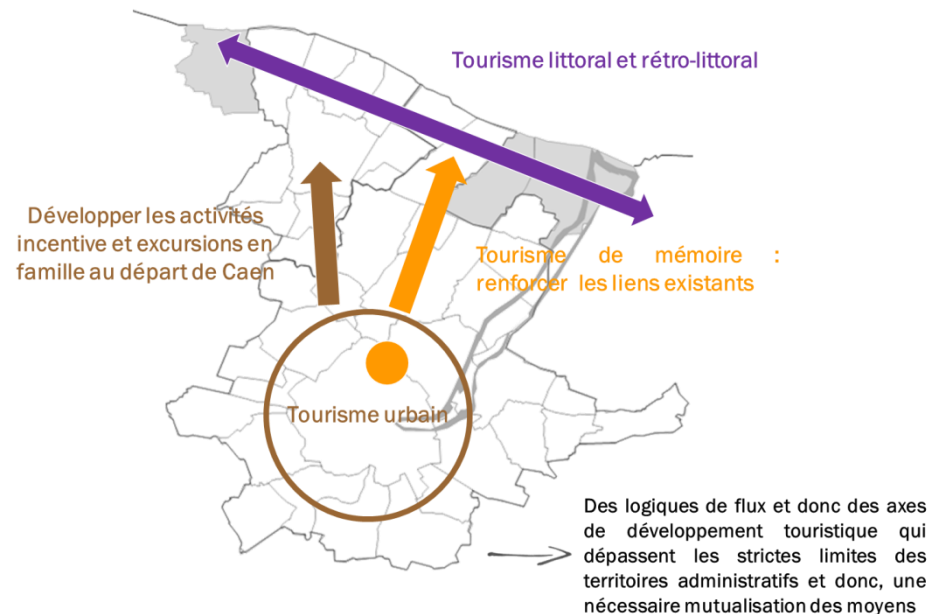 Tourisme littoral et rétro-littoral
Développer les activités
incentive et excursions en
famille au départ de Caen
Tourisme de mémoire :
renforcer les liens existants
Tourisme urbain
Des logiques de flux et donc des axes
de développement touristique qui
dépassent les strictes limites des
territoires administratifs et donc, une
nécessaire mutualisation des moyens